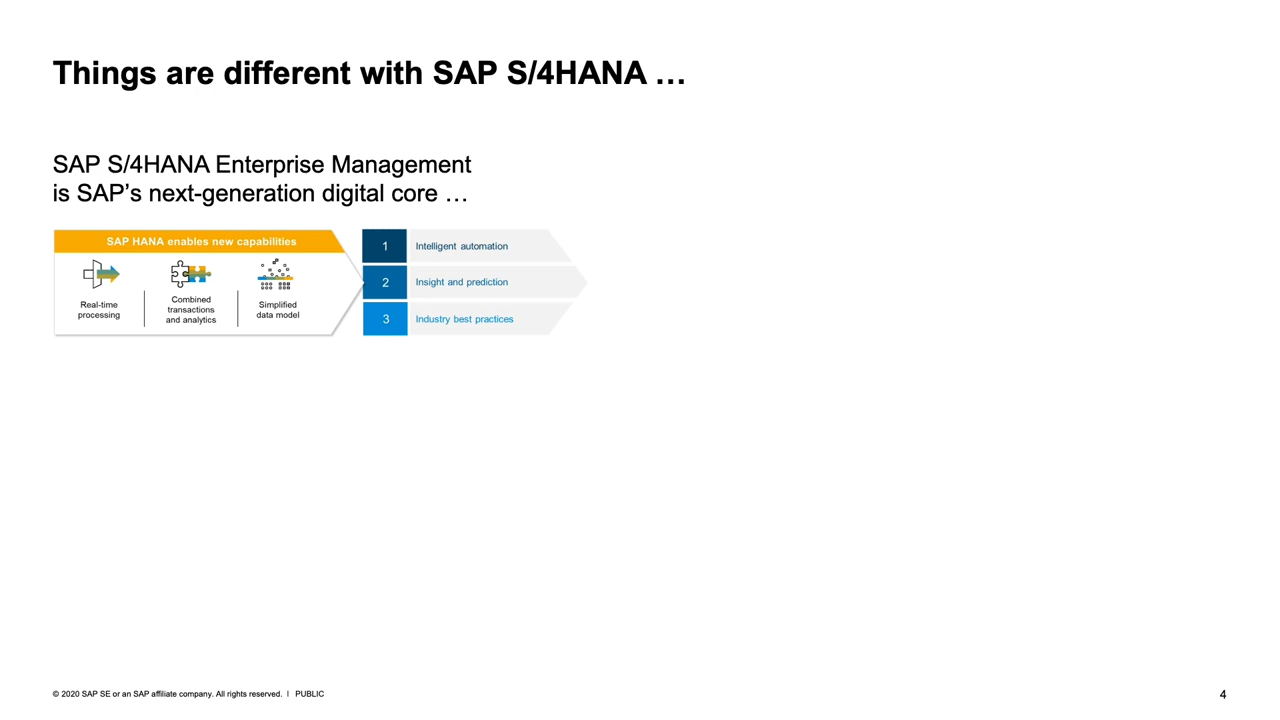 Things are different with SAP S/4HANA …
SAP S/4HANA Enterprise Management
is SAP’s next-generation digital core …
SAP HANA enables new capabilities
Real-time
processing
Combined
transactions
and analytics
Simplified
data model
1
Intelligent automation
2
Insight and prediction
3
Industry best practices
© 2020 SAP SE or an SAP affiliate company. All rights reserved. ǀ PUBLIC
4